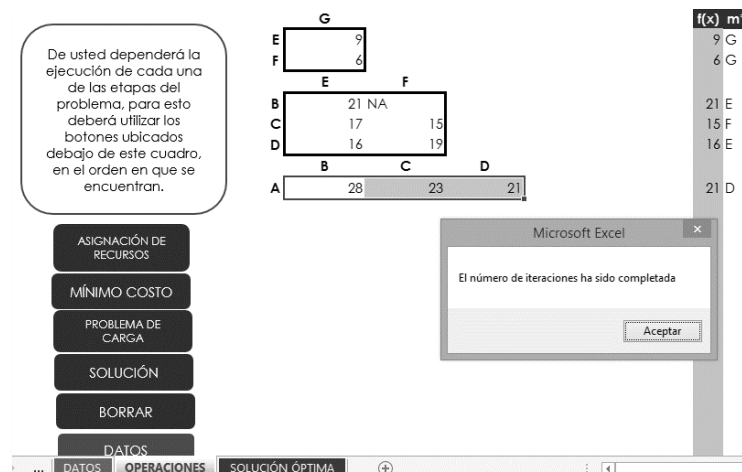 G
f(x) m
De usted dependerá la
ejecución de cada una
de las etapas del
problema, para esto
deberá utilizar los
botones ubicados
debajo de este cuadro,
en el orden en que se
encuentran.
E 9
9 G
F 6
6 G
E F
B 21 NA
21 E
C 17 15
15 F
D 16 19
16 E
B C D
A 28 23 21
21 D
Microsoft Excel
El número de iteraciones ha sido completada
Aceptar
ASIGNACIÓN DE
RECURSOS
MÍNIMO COSTO
PROBLEMA DE
CARGA
SOLUCIÓN
BORRAR
DATOS
... DATOS OPERACIONES SOLUCIÓN ÓPTIMA